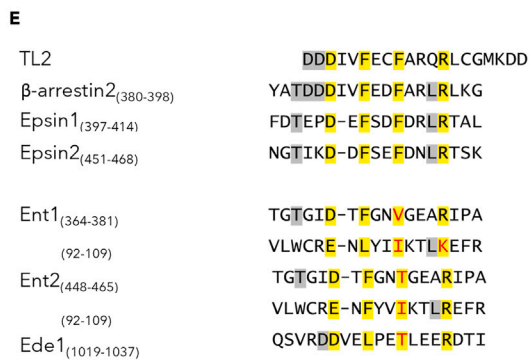 E
TL2 DDDIVFECFARQRLCGMKDD
β-arrestin2(380-398) YATDDDIVFEDFARLRLKG
Epsin1(397-414) FDTEPD-EFSDFDRLRTAL
Epsin2(451-468) NGTIKD-DFSEFDNLRTSK
Ent1(364-381) TGTGID-TFGNVGEARIPA
(92-109) VLWCRE-NLYIIKTLKEFR
Ent2(448-465) TGTGID-TFGNTGEARIPA
(92-109) VLWCRE-NFYVIKTLREFR
Ede1(1019-1037) QSVRDDVELPETLEERDTI